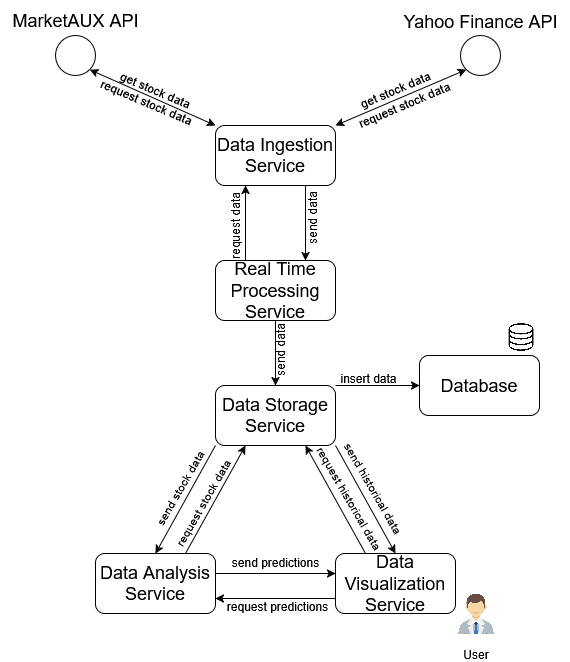 MarketAUX API
Yahoo Finance API
get stock data
request stock data
get stock data
request stock data
Data Ingestion
Service
request data
send data
Real Time
Processing
Service
send data
Data Storage
Service
insert data
Database
send stock data
request stock data
request historical data
send historical data
Data Analysis
Service
send predictions
request predictions
Data
Visualization
Service
User